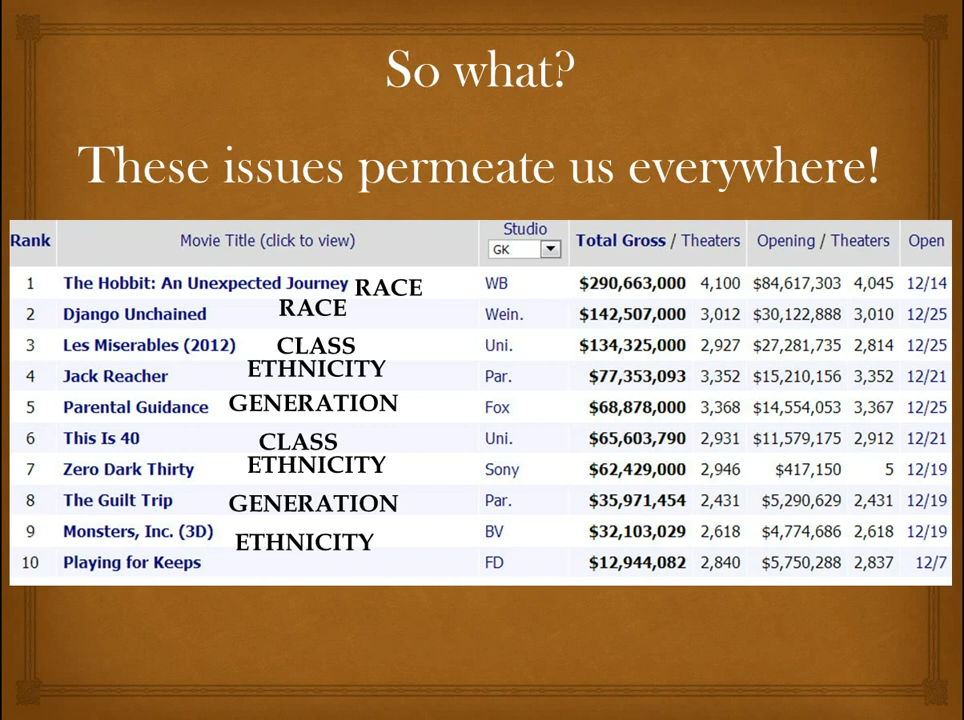 So what?
These issues permeate us everywhere!
Rank Movie Title (click to view) Studio GK Total Gross / Theaters Opening / Theaters Open
1 The Hobbit: An Unexpected Journey RACE WB $290,663,000 4,100 $84,617,303 4,045 12/14
2 Django Unchained RACE Wein. $142,507,000 3,012 $30,122,888 3,010 12/25
3 Les Miserables (2012) CLASS Uni. $134,325,000 2,927 $27,281,735 2,814 12/25
4 Jack Reacher ETHNICITY Par. $77,353,093 3,352 $15,210,156 3,352 12/21
5 Parental Guidance GENERATION Fox $68,878,000 3,368 $14,554,053 3,367 12/25
6 This Is 40 CLASS Uni. $65,603,790 2,931 $11,579,175 2,912 12/21
7 Zero Dark Thirty ETHNICITY Sony $62,429,000 2,946 $417,150 5 12/19
8 The Guilt Trip GENERATION Par. $35,971,454 2,431 $5,290,629 2,431 12/19
9 Monsters, Inc. (3D) ETHNICITY BV $32,103,029 2,618 $4,774,686 2,618 12/19
10 Playing for Keeps FD $12,944,082 2,840 $5,750,288 2,837 12/7